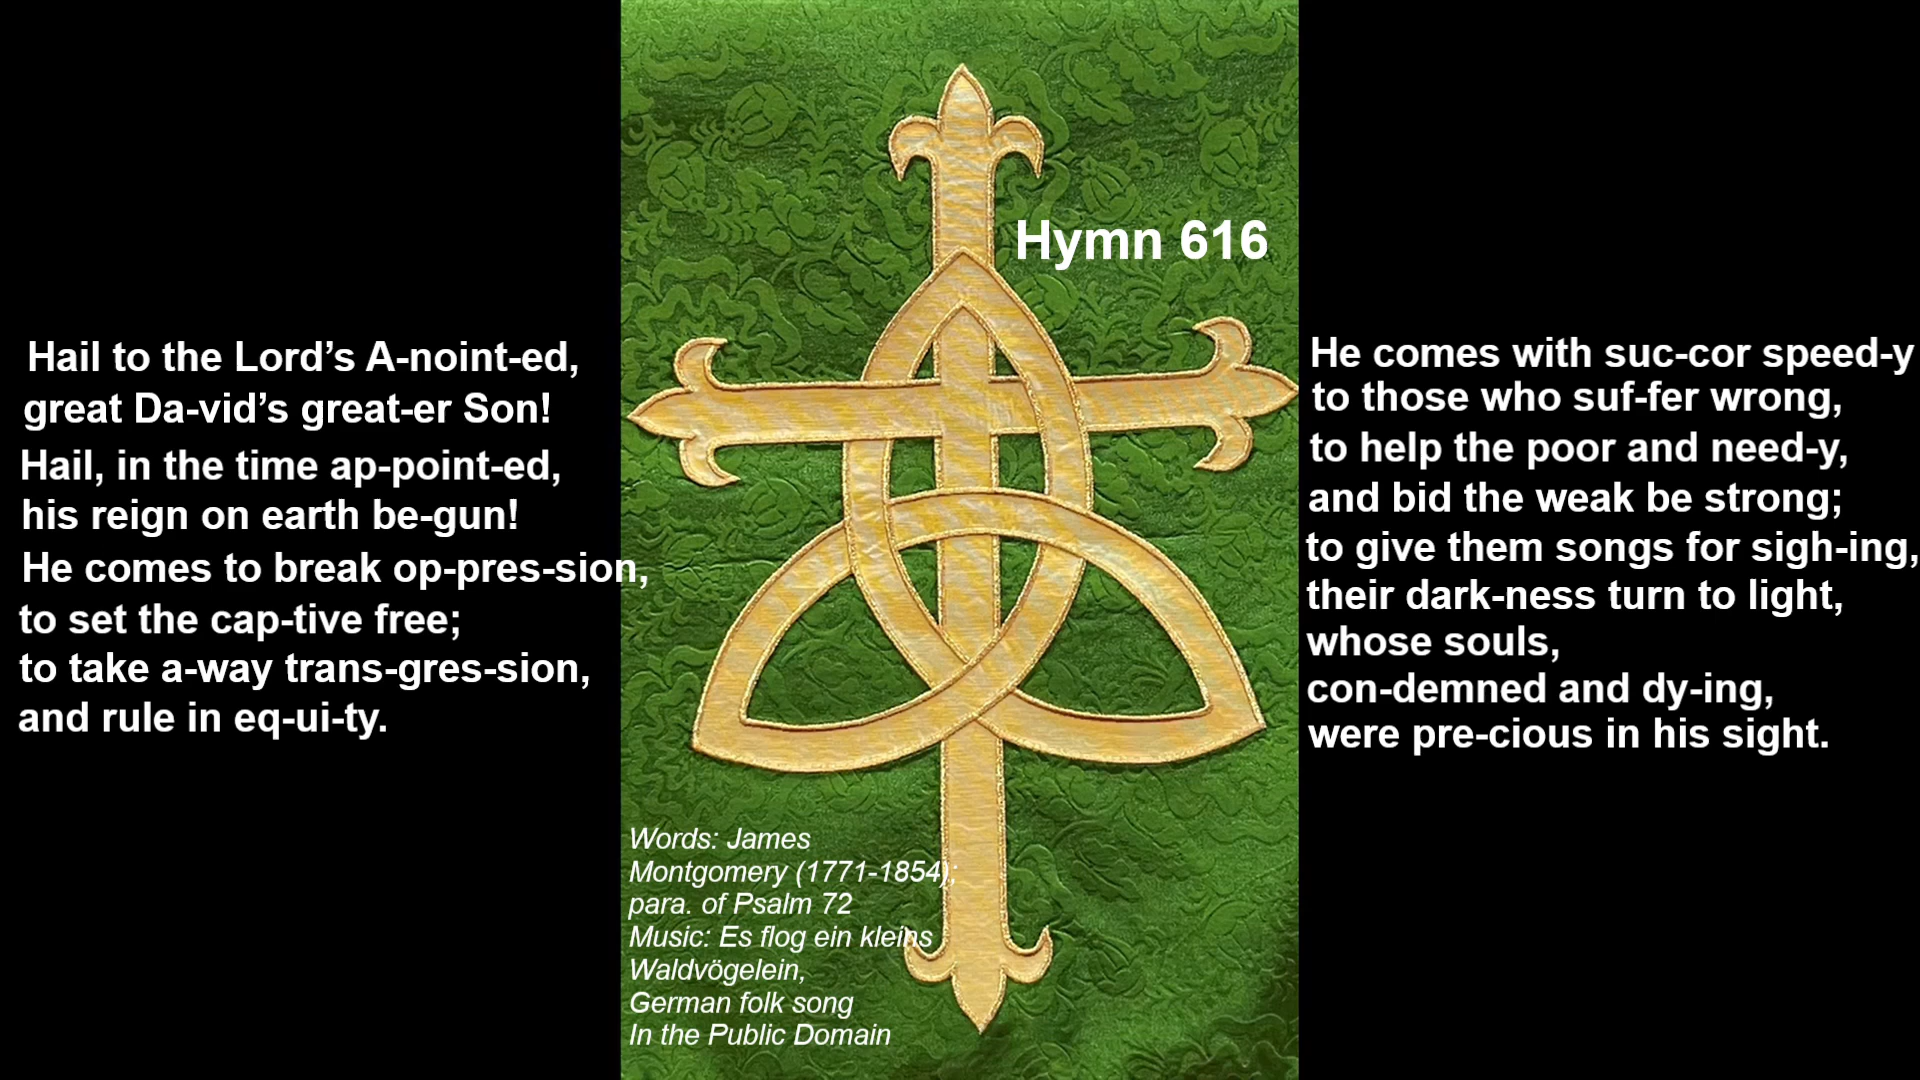 Hymn 616
Hail to the Lord’s A-noint-ed,
great Da-vid’s great-er Son!
Hail, in the time ap-point-ed,
his reign on earth be-gun!
He comes to break op-pres-sion,
to set the cap-tive free;
to take a-way trans-gres-sion,
and rule in eq-ui-ty.
He comes with suc-cor speed-y
to those who suf-fer wrong,
to help the poor and need-y,
and bid the weak be strong;
to give them songs for sigh-ing,
their dark-ness turn to light,
whose souls,
con-demned and dy-ing,
were pre-cious in his sight.
Words: James
Montgomery (1771-1854);
para. of Psalm 72
Music: Es flog ein kleins
Waldvögelein,
German folk song
In the Public Domain